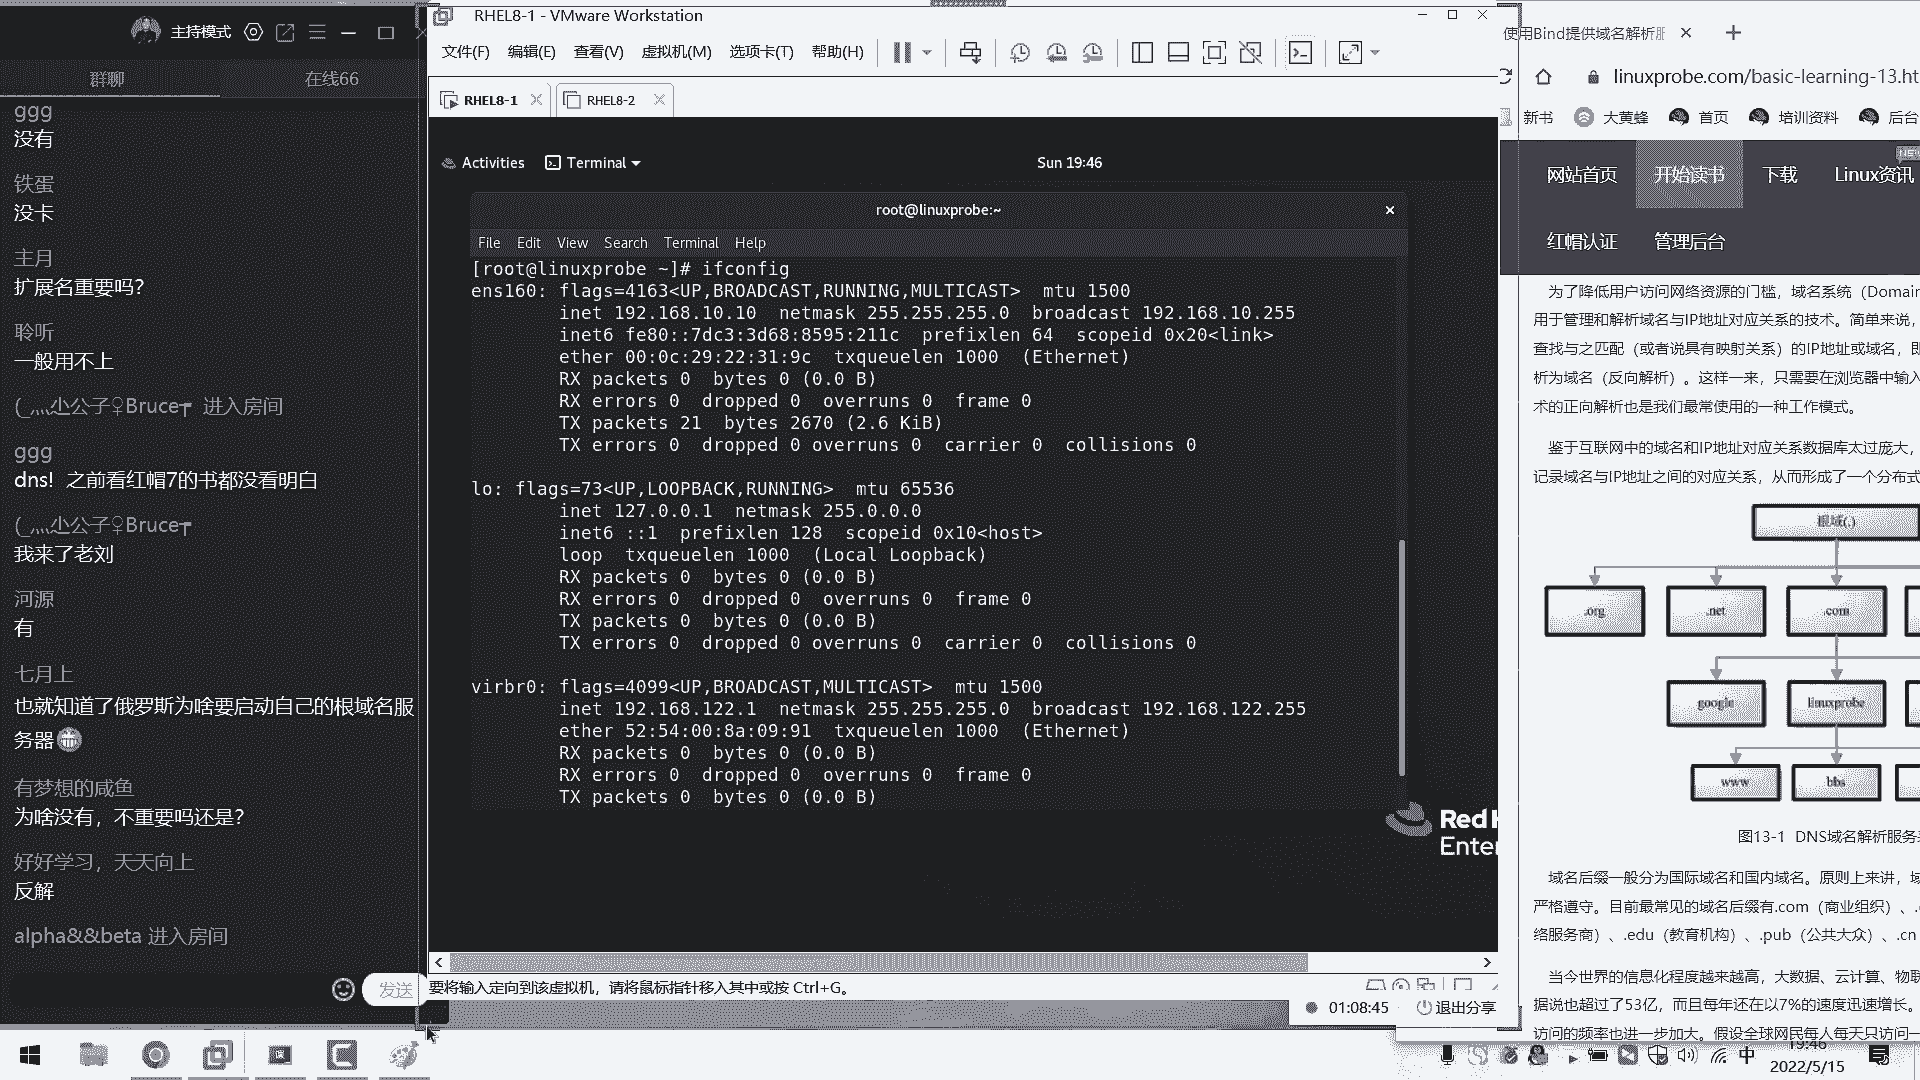 主持模式
群聊
在线66
ggg
没有
铁蛋
没卡
主月
扩展名重要吗?
聆听
一般用不上
进入房间
ggg
dns! 之前看红帽7的书都没看明白
我来了老刘
河源
有
七月上
也就知道了俄罗斯为啥要启动自己的根域名服
务器
有梦想的咸鱼
为啥没有，不重要吗还是?
好好学习，天天向上
反解
alpha&&beta 进入房间
发送
RHEL8-1 - VMware Workstation
文件(F) 编辑(E) 查看(V) 虚拟机(M) 选项卡(T) 帮助(H)
RHEL8-1 RHEL8-2
Activities Terminal Sun 19:46
root@linuxprobe:~
File Edit View Search Terminal Help
[root@linuxprobe ~]# ifconfig
ens160: flags=4163<UP,BROADCAST,RUNNING,MULTICAST>  mtu 1500
inet 192.168.10.10  netmask 255.255.255.0  broadcast 192.168.10.255
inet6 fe80::7dc3:3d68:8595:211c  prefixlen 64  scopeid 0x20<link>
ether 00:0c:29:22:31:9c  txqueuelen 1000  (Ethernet)
RX packets 0  bytes 0 (0.0 B)
RX errors 0  dropped 0  overruns 0  frame 0
TX packets 21  bytes 2670 (2.6 KiB)
TX errors 0  dropped 0 overruns 0  carrier 0  collisions 0
lo: flags=73<UP,LOOPBACK,RUNNING>  mtu 65536
inet 127.0.0.1  netmask 255.0.0.0
inet6 ::1  prefixlen 128  scopeid 0x10<host>
loop  txqueuelen 1000  (Local Loopback)
RX packets 0  bytes 0 (0.0 B)
RX errors 0  dropped 0  overruns 0  frame 0
TX packets 0  bytes 0 (0.0 B)
TX errors 0  dropped 0 overruns 0  carrier 0  collisions 0
virbr0: flags=4099<UP,BROADCAST,MULTICAST>  mtu 1500
inet 192.168.122.1  netmask 255.255.255.0  broadcast 192.168.122.255
ether 52:54:00:8a:09:91  txqueuelen 1000  (Ethernet)
RX packets 0  bytes 0 (0.0 B)
RX errors 0  dropped 0  overruns 0  frame 0
TX packets 0  bytes 0 (0.0 B)
Red H
Enter
要将输入定向到该虚拟机，请将鼠标指针移入其中或按 Ctrl+G。
01:08:45 退出分享
使用Bind提供域名解析服
linuxprobe.com/basic-learning-13.ht
新书 大黄蜂 首页 培训资料 后台
网站首页 开始读书 下载 Linux资讯
红帽认证 管理后台
为了降低用户访问网络资源的门槛，域名系统（Domain
用于管理和解析域名与IP地址对应关系的技术。简单来说，
查找与之匹配（或者说具有映射关系）的IP地址或域名，即
析为域名（反向解析）。这样一来，只需要在浏览器中输入
术的正向解析也是我们最常使用的一种工作模式。
鉴于互联网中的域名和IP地址对应关系数据库太过庞大，
记录域名与IP地址之间的对应关系，从而形成了一个分布式
根域(.)
.org .net .com
google linuxprobe
www bbs
图13-1 DNS域名解析服务
域名后缀一般分为国际域名和国内域名。原则上来讲，域
严格遵守。目前最常见的域名后缀有.com（商业组织）、.
络服务商）、.edu（教育机构）、.pub（公共大众）、.cn
当今世界的信息化程度越来越高，大数据、云计算、物联
据说也超过了53亿，而且每年还在以7%的速度迅速增长。
访问的频率也进一步加大。假设全球网民每人每天只访问一
中
19:46
2022/5/15